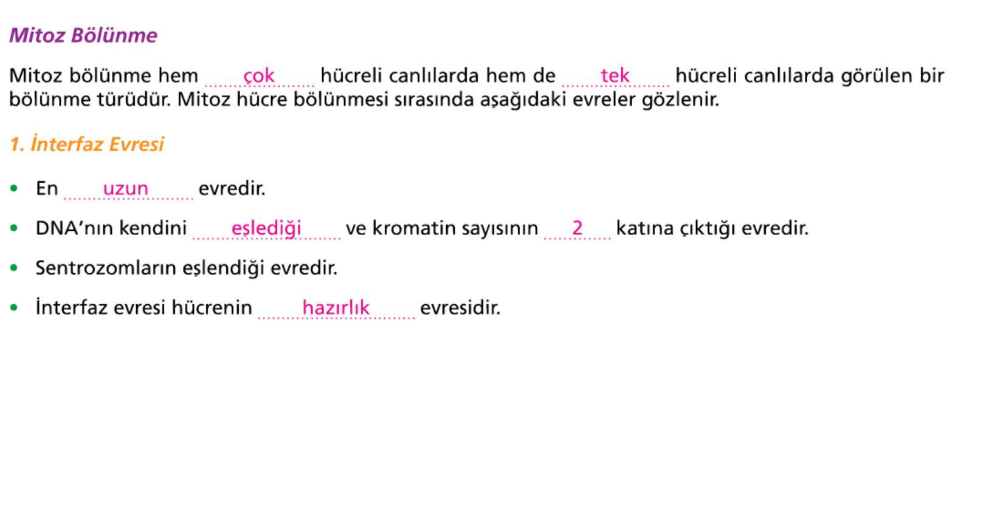 Mitoz Bölünme
Mitoz bölünme hem çok hücreli canlılarda hem de tek hücreli canlılarda görülen bir
bölünme türüdür. Mitoz hücre bölünmesi sırasında aşağıdaki evreler gözlenir.
1. İnterfaz Evresi
• En uzun evredir.
• DNA’nın kendini eşlediği ve kromatin sayısının 2 katına çıktığı evredir.
• Sentrozomların eşlendiği evredir.
• İnterfaz evresi hücrenin hazırlık evresidir.